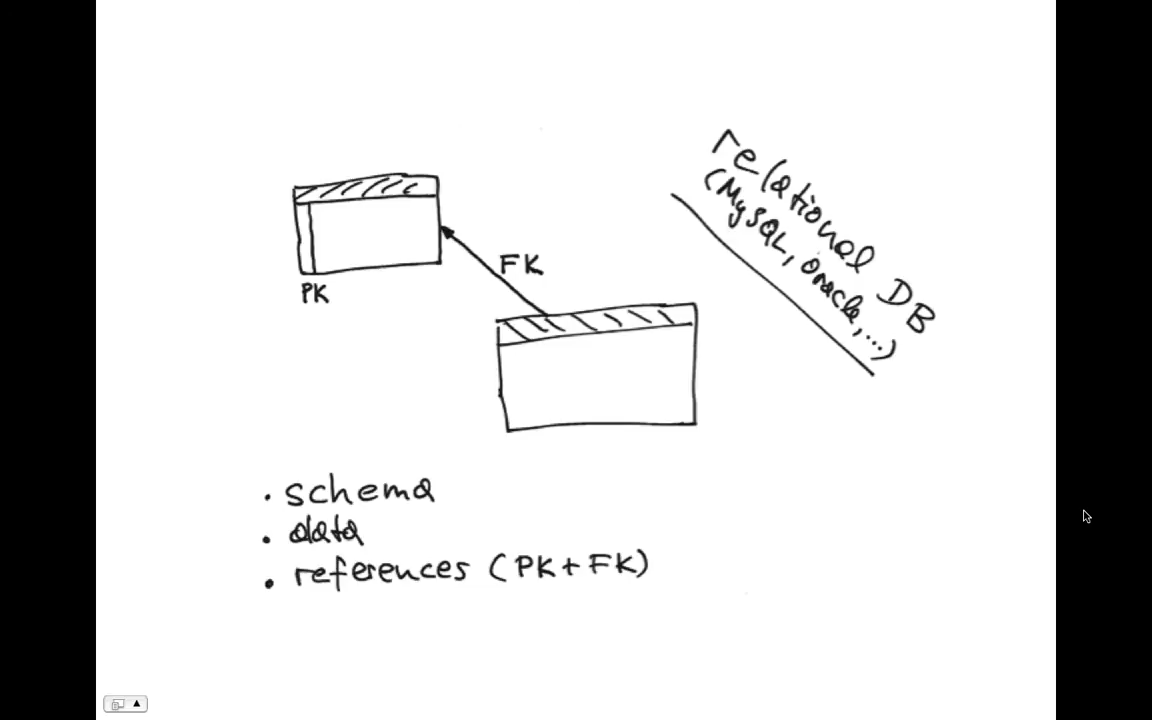 relational DB
(MySQL, oracle, ...)
FK
PK
• schema
• data
• references (PK+FK)